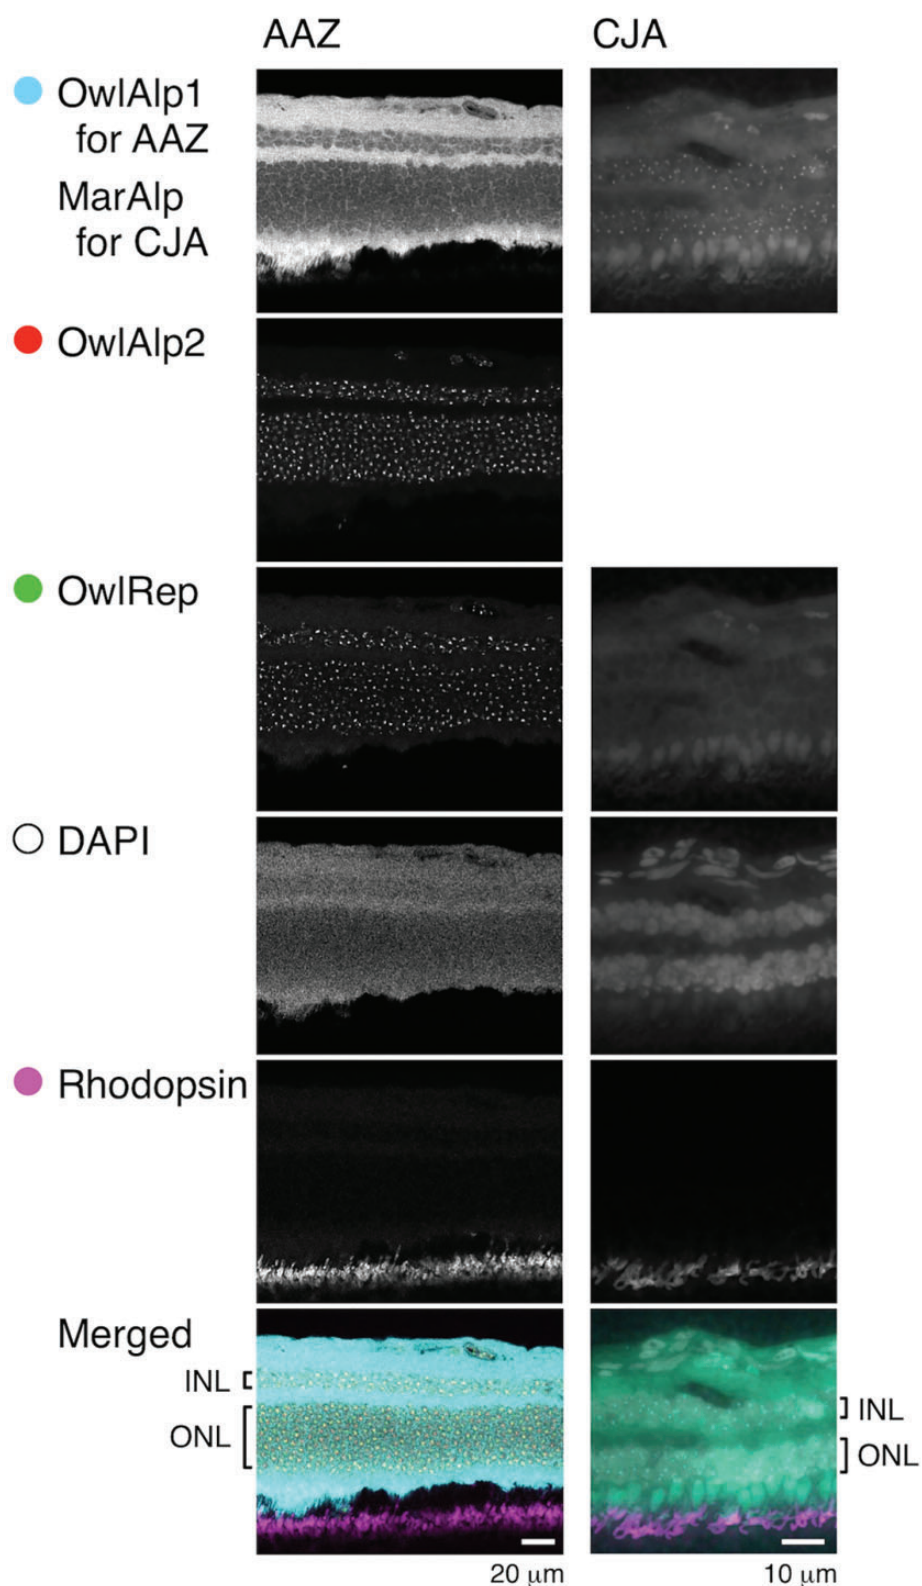 AAZ CJA
OwlAlp1
for AAZ
MarAlp
for CJA
OwlAlp2
OwlRep
DAPI
Rhodopsin
Merged
INL
ONL
INL
ONL
20 μm 10 μm